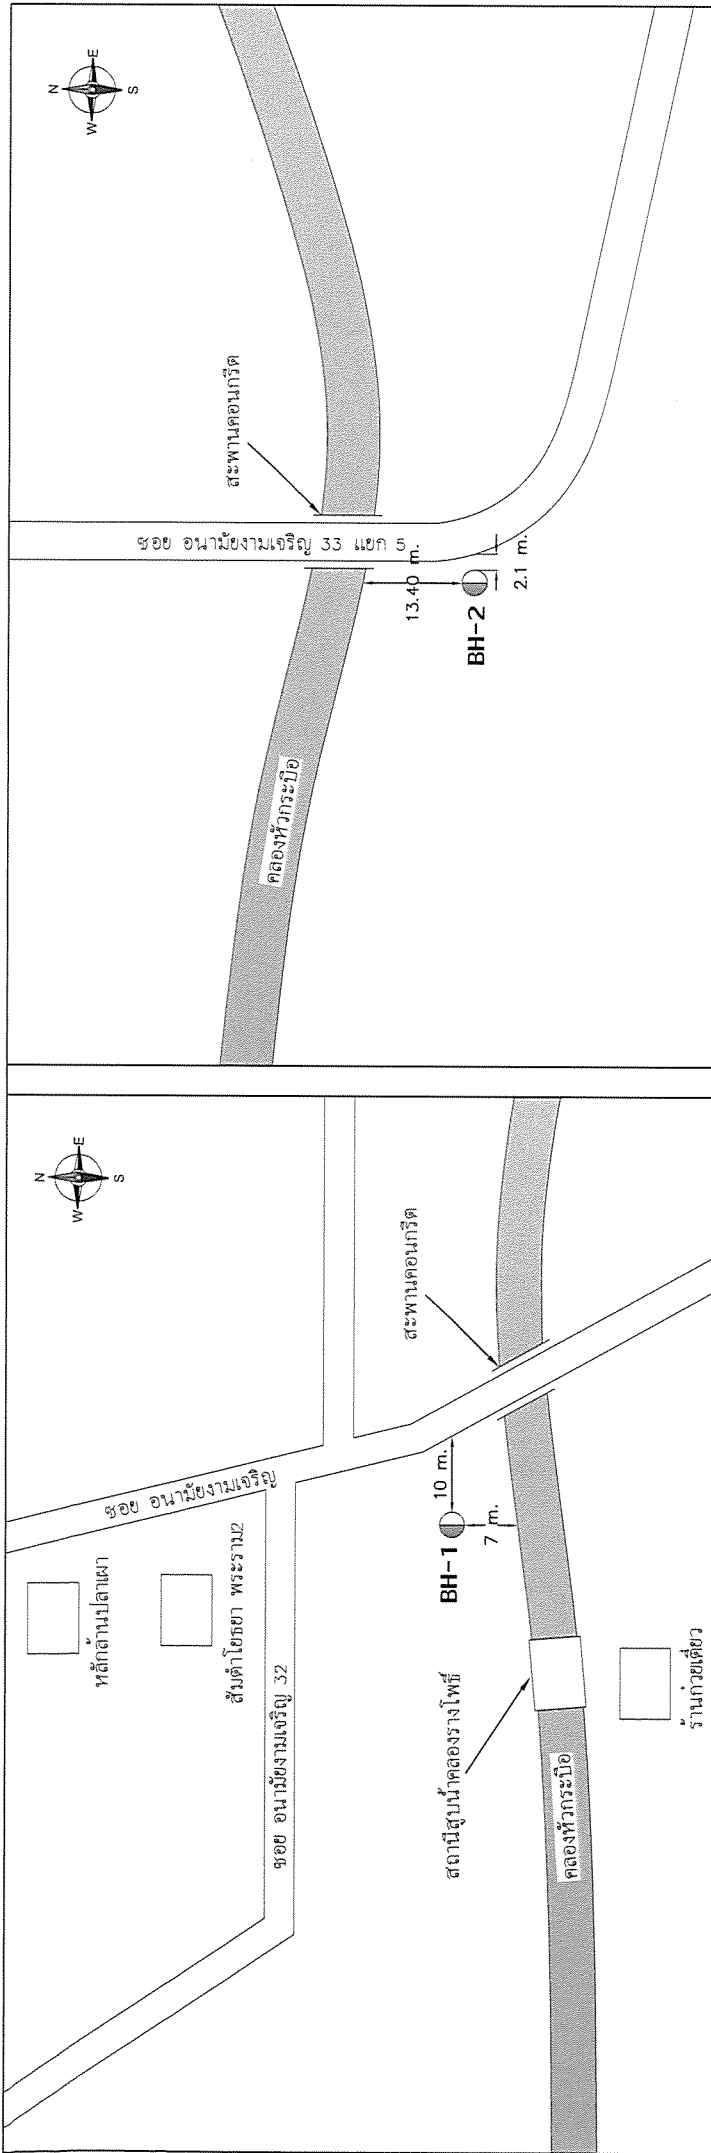 N
E
S
W
ซอย อนามัยงามเจริญ
หลักล้านปลาเผา
ส้มตำโยธยา พระราม2
ซอย อนามัยงามเจริญ 32
สะพานคอนกรีต
10 m.
BH-1
7 m.
สถานีสูบน้ำคลองรางโพธิ์
คลองหัวกระบือ
ร้านก๋วยเตี๋ยว
N
E
S
W
สะพานคอนกรีต
ซอย อนามัยงามเจริญ 33 แยก 5
คลองหัวกระบือ
13.40 m.
BH-2
2.1 m.